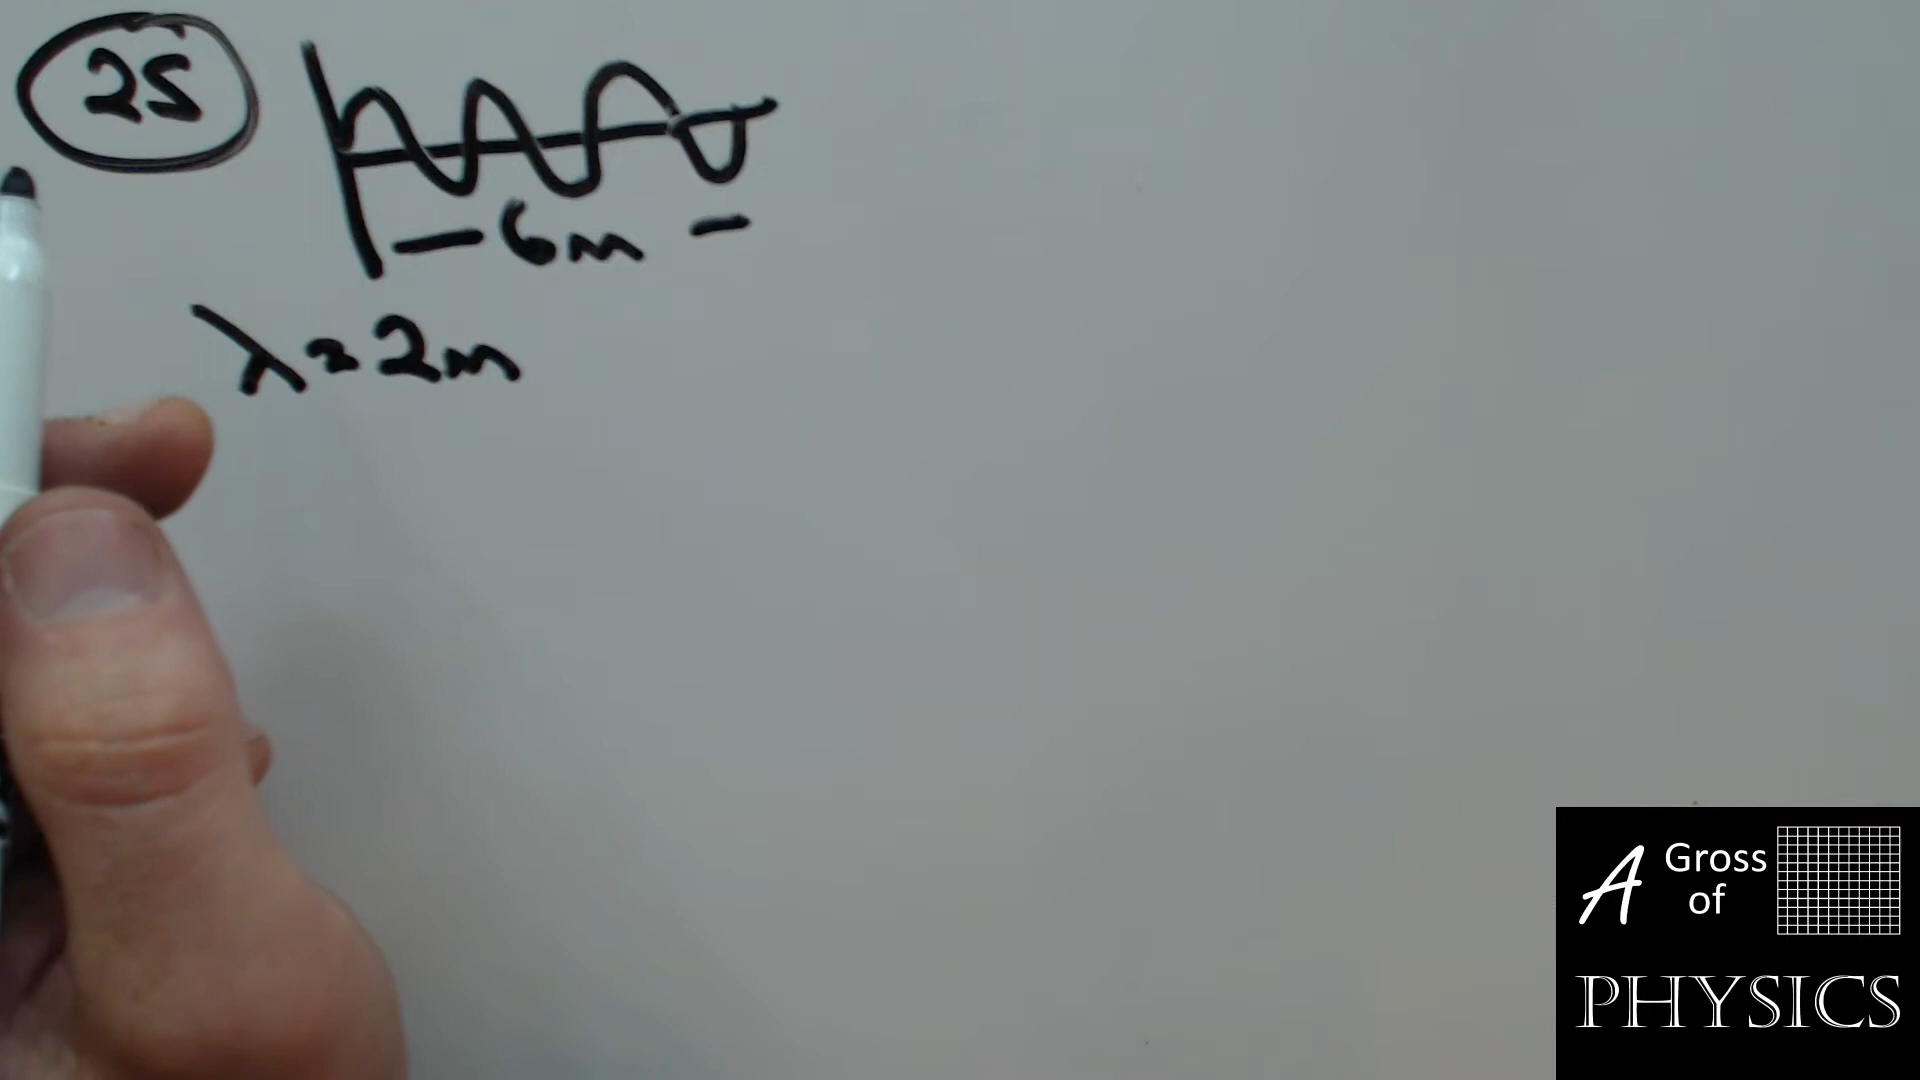 25
6m
λ = 2m
A Gross
of
PHYSICS